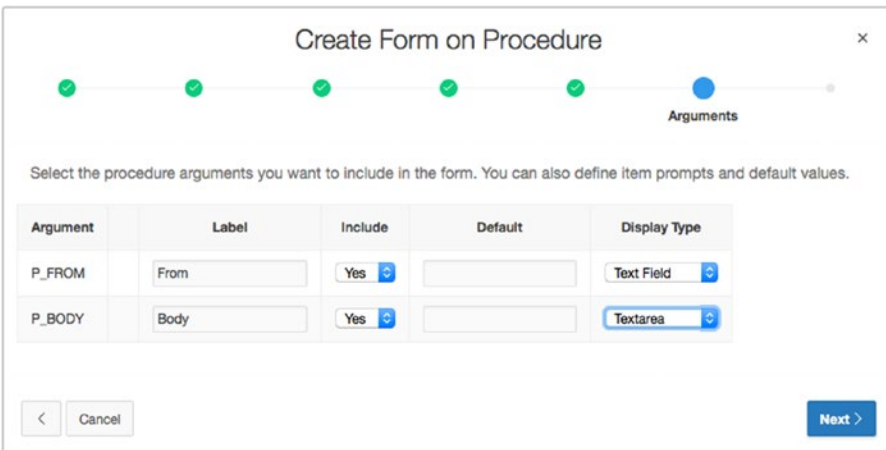 Create Form on Procedure
×
Arguments
Select the procedure arguments you want to include in the form. You can also define item prompts and default values.
Argument Label Include Default Display Type
P_FROM From Yes Text Field
P_BODY Body Yes Textarea
< Cancel Next >